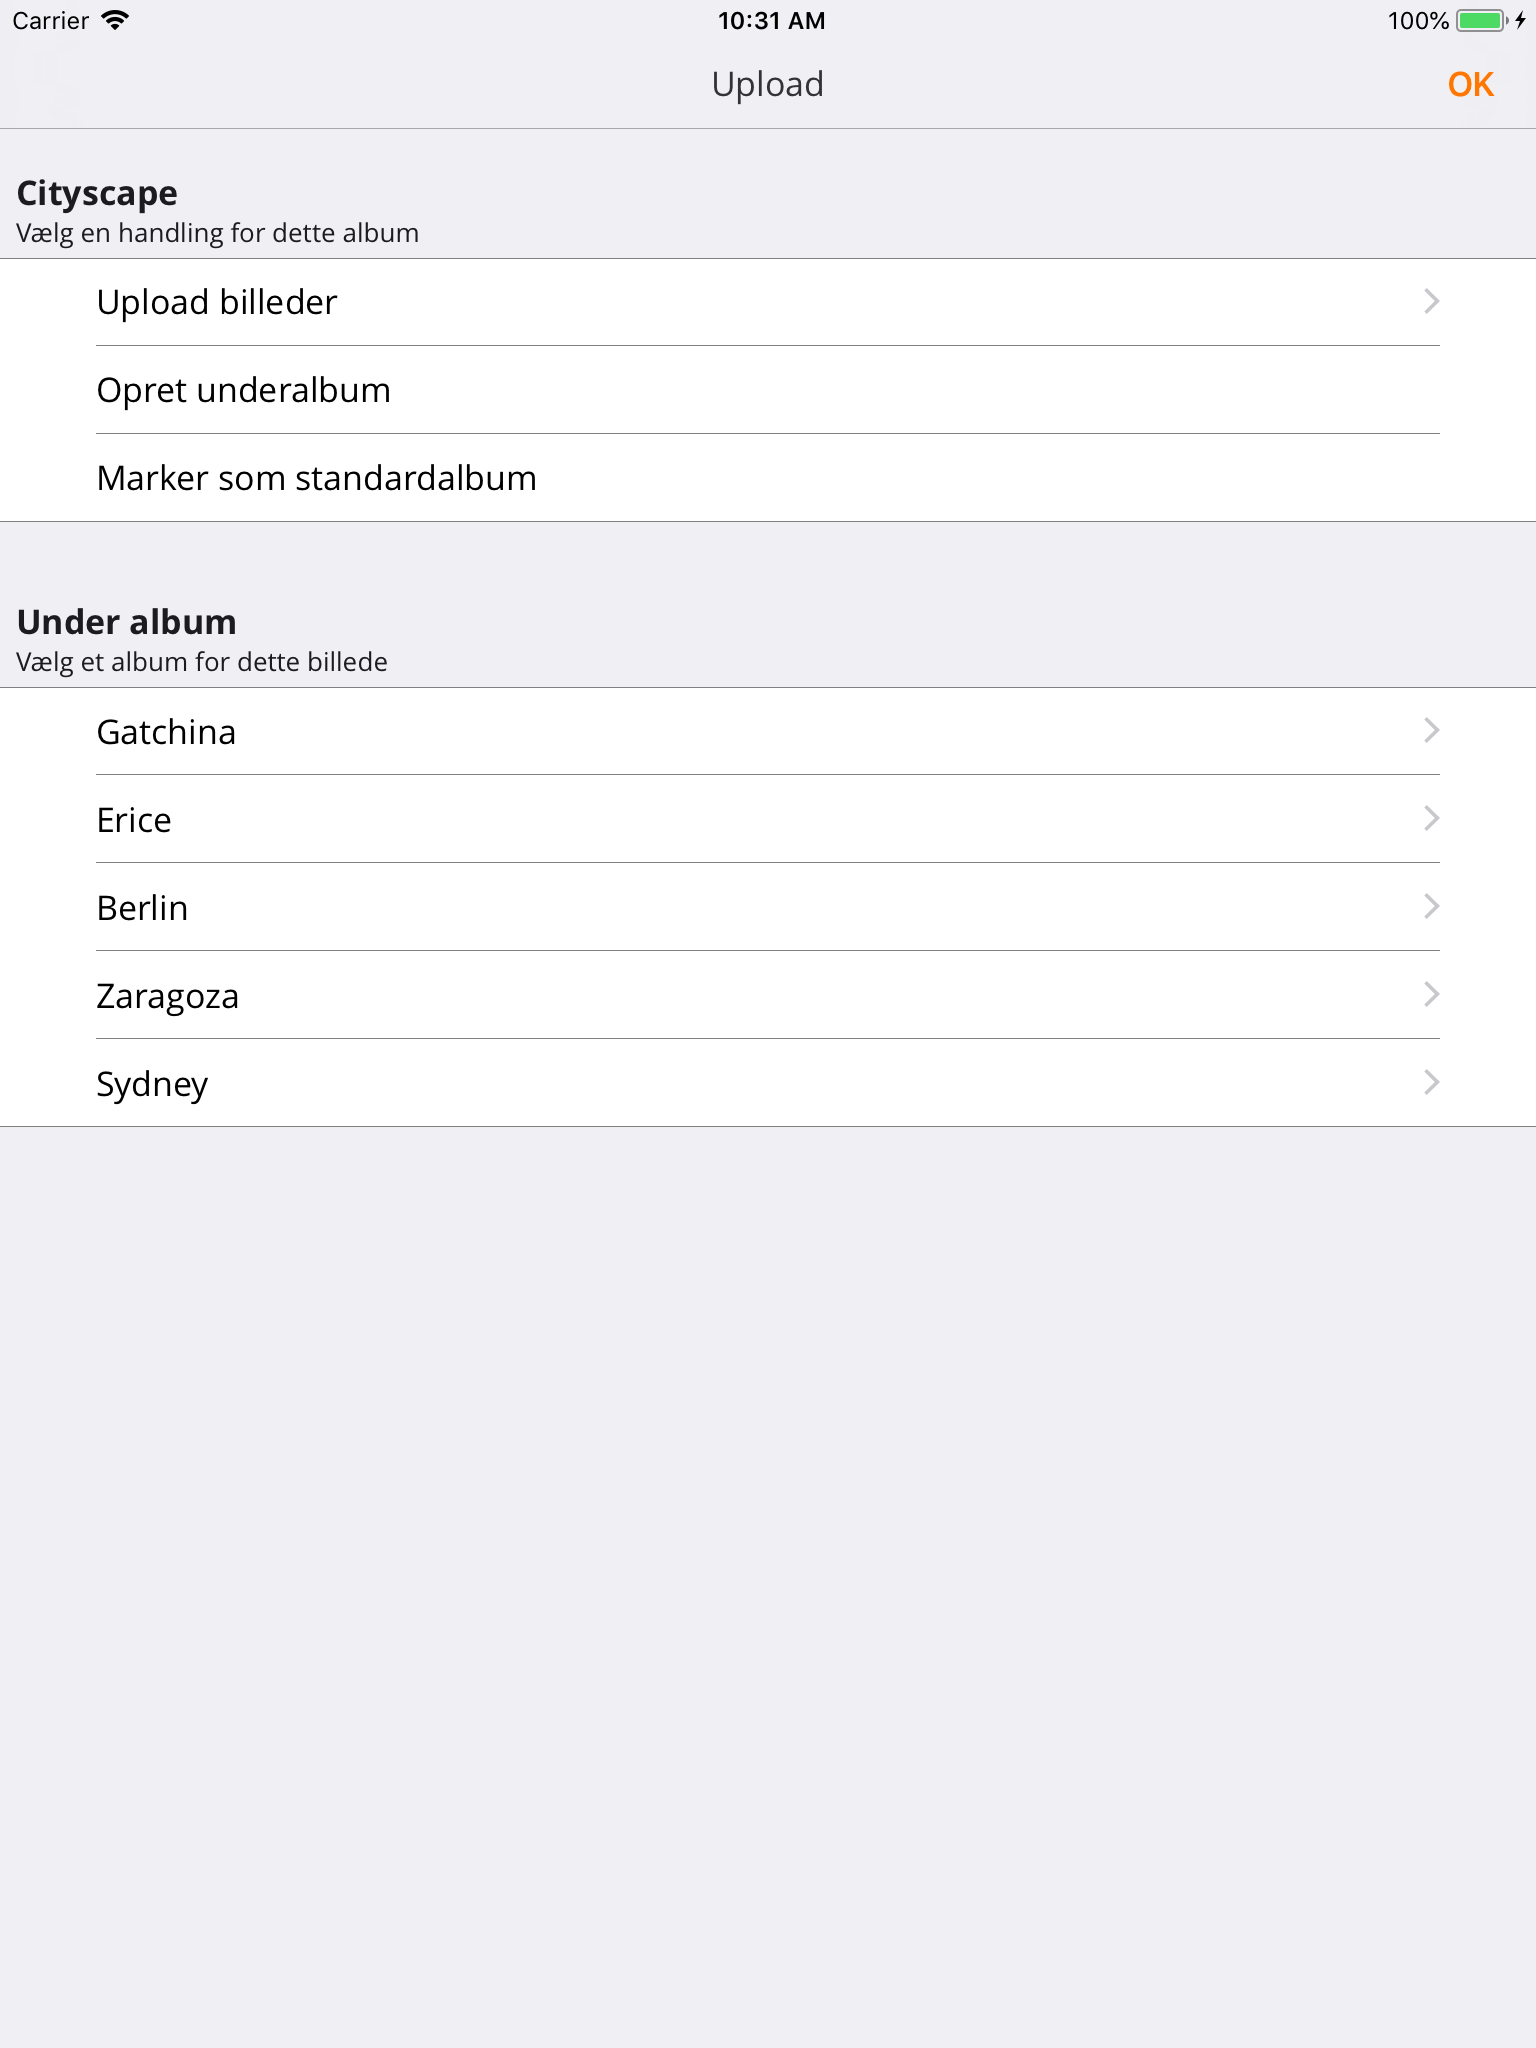 Carrier 10:31 AM 100%
Upload OK
Cityscape
Vælg en handling for dette album
Upload billeder
Opret underalbum
Marker som standardalbum
Under album
Vælg et album for dette billede
Gatchina
Erice
Berlin
Zaragoza
Sydney